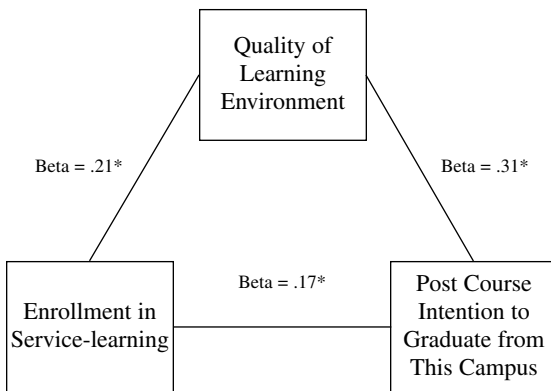 Quality of
Learning
Environment
Beta = .21*
Beta = .31*
Beta = .17*
Enrollment in
Service-learning
Post Course
Intention to
Graduate from
This Campus